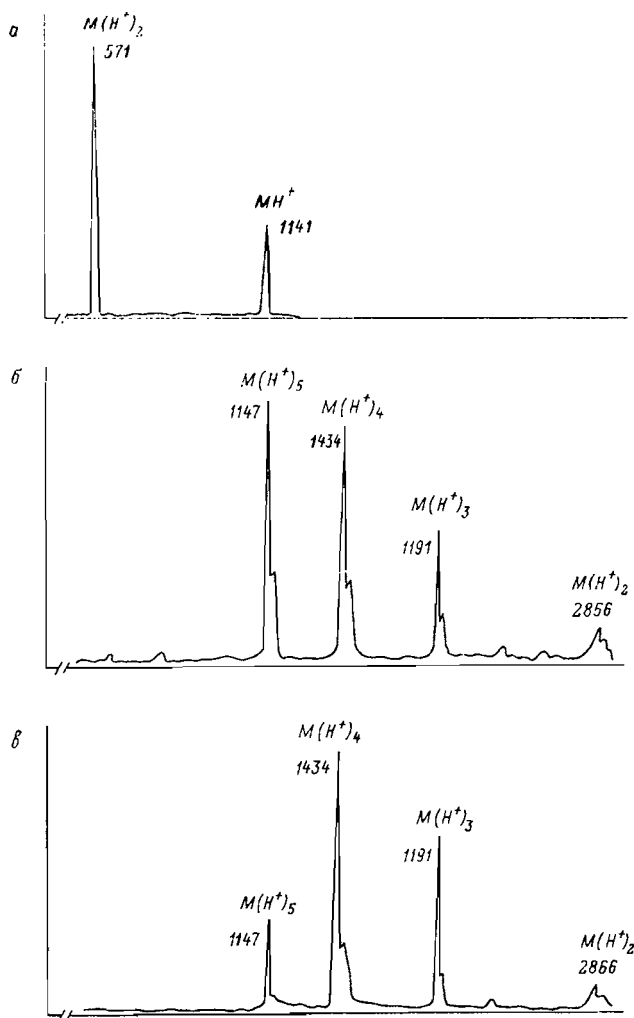 а
M(H⁺)₂
571
MH⁺
1141
б
M(H⁺)₅
1147
M(H⁺)₄
1434
M(H⁺)₃
1191
M(H⁺)₂
2856
в
M(H⁺)₄
1434
M(H⁺)₃
1191
M(H⁺)₅
1147
M(H⁺)₂
2866